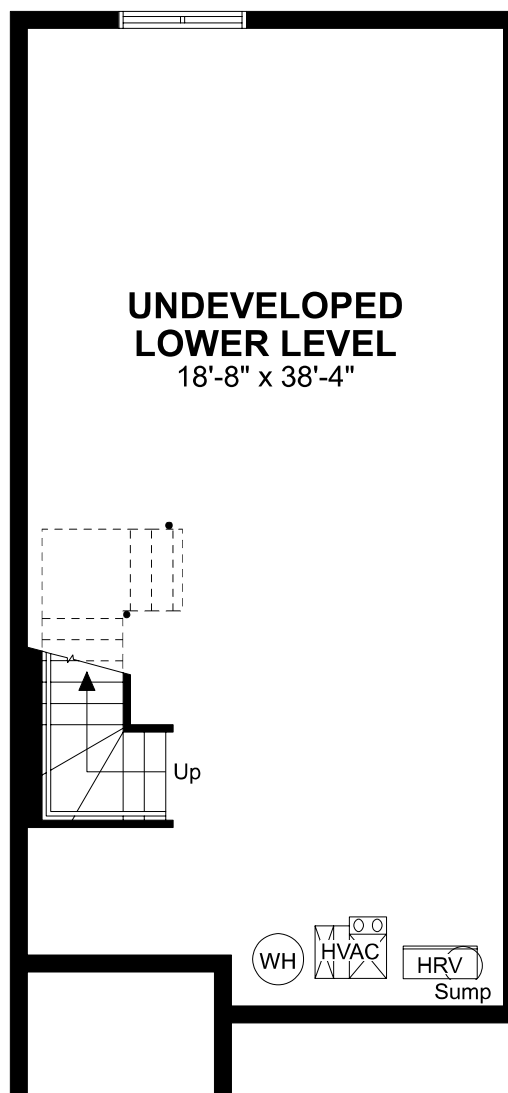 UNDEVELOPED
LOWER LEVEL
18'-8" x 38'-4"
Up
WH
HVAC
HRV
Sump